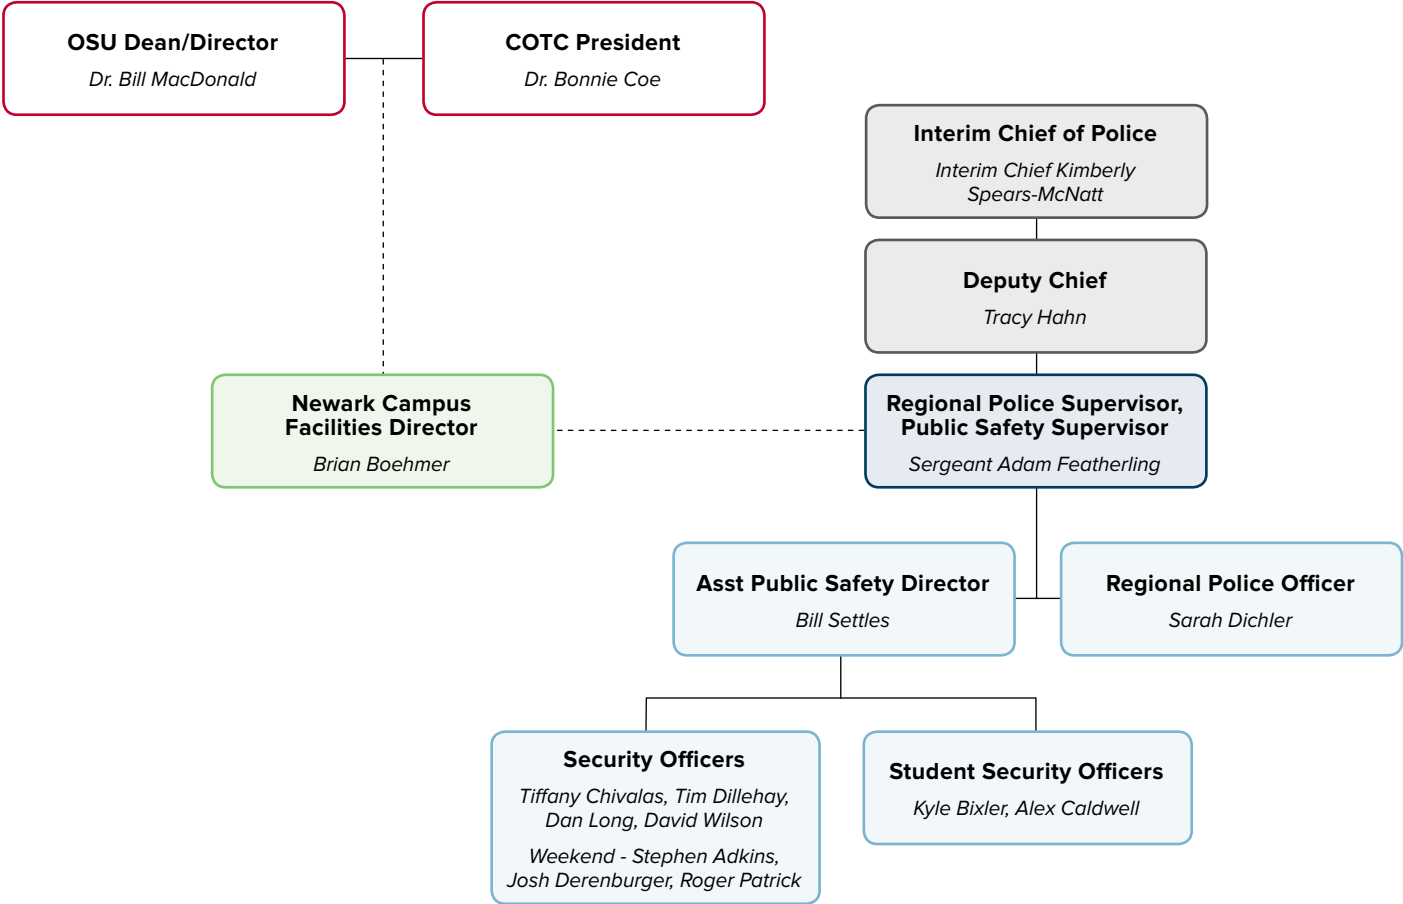 OSU Dean/Director
Dr. Bill MacDonald
COTC President
Dr. Bonnie Coe
Interim Chief of Police
Interim Chief Kimberly
Spears-McNatt
Deputy Chief
Tracy Hahn
Newark Campus
Facilities Director
Brian Boehmer
Regional Police Supervisor,
Public Safety Supervisor
Sergeant Adam Featherling
Asst Public Safety Director
Bill Settles
Regional Police Officer
Sarah Dichler
Security Officers
Tiffany Chivalas, Tim Dillehay,
Dan Long, David Wilson
Weekend - Stephen Adkins,
Josh Derenburger, Roger Patrick
Student Security Officers
Kyle Bixler, Alex Caldwell